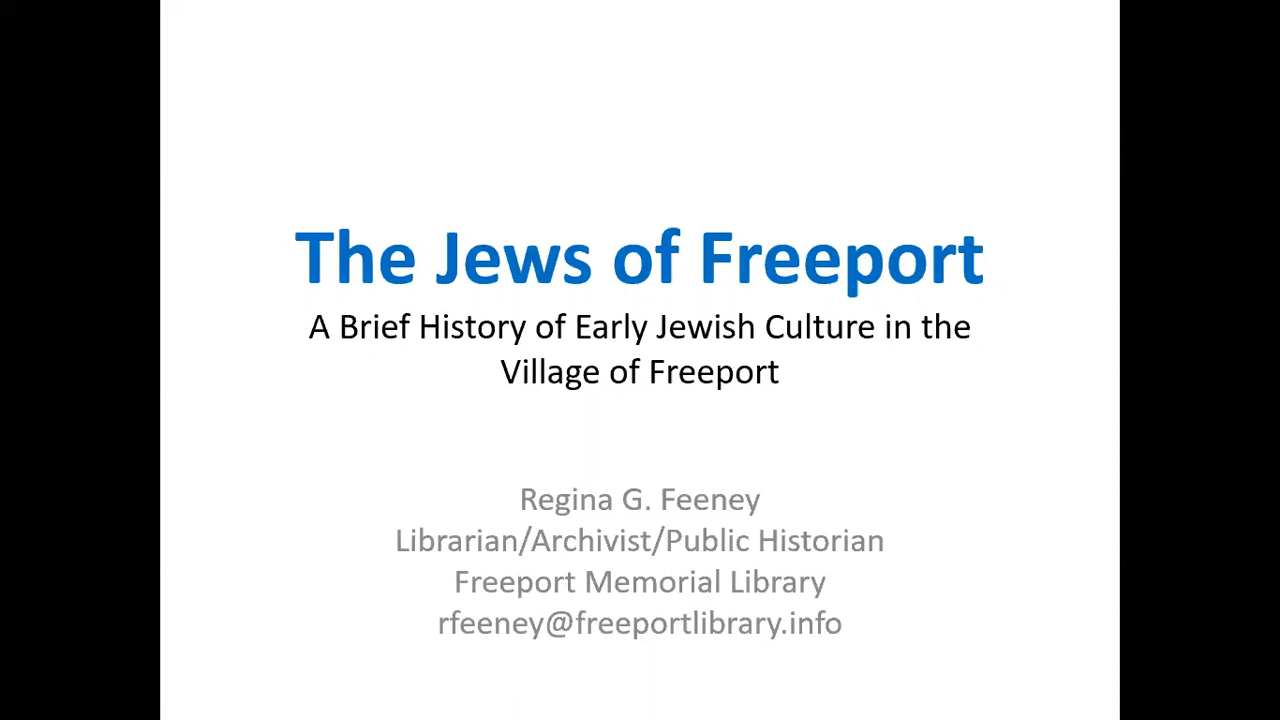 The Jews of Freeport
A Brief History of Early Jewish Culture in the
Village of Freeport
Regina G. Feeney
Librarian/Archivist/Public Historian
Freeport Memorial Library
rfeeney@freeportlibrary.info